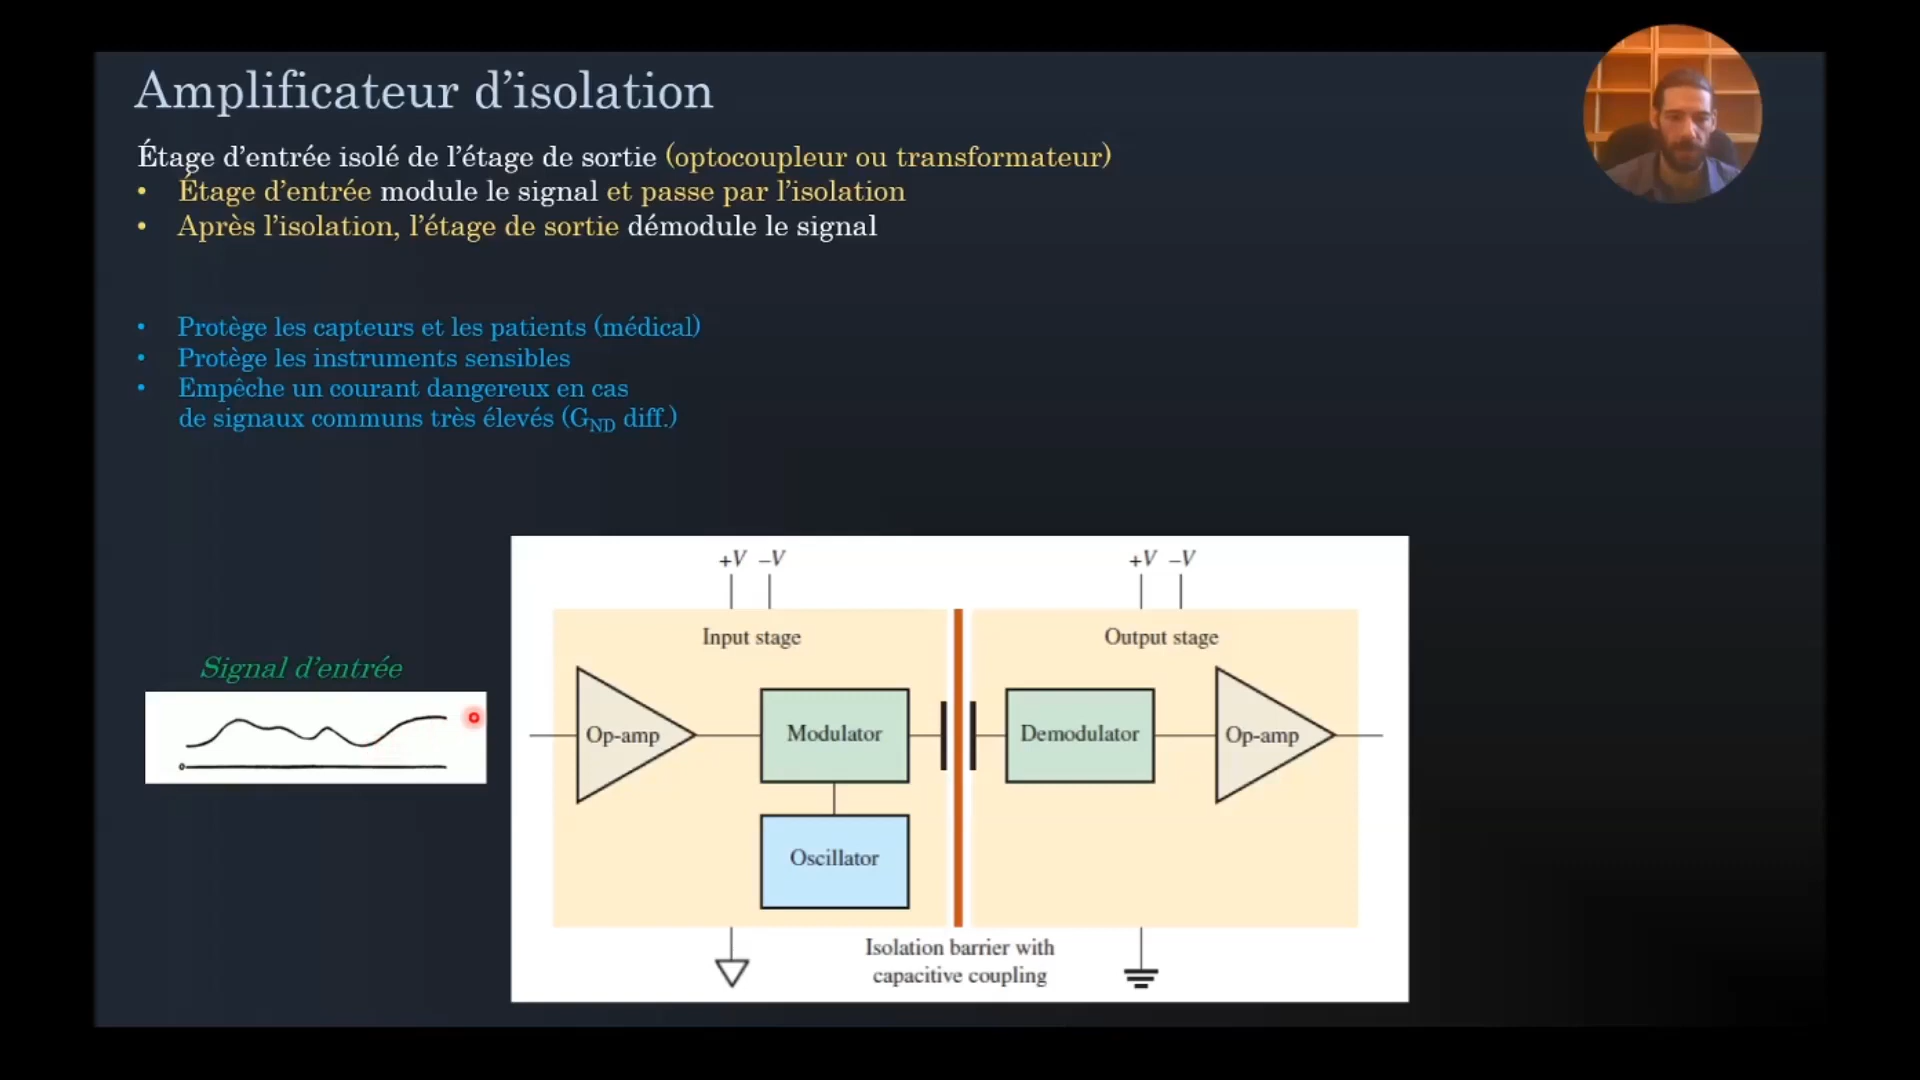 Amplificateur d’isolation
Étage d’entrée isolé de l’étage de sortie (optocoupleur ou transformateur)
• Étage d’entrée module le signal et passe par l’isolation
• Après l’isolation, l’étage de sortie démodule le signal
• Protège les capteurs et les patients (médical)
• Protège les instruments sensibles
• Empêche un courant dangereux en cas
de signaux communs très élevés (GND diff.)
Signal d’entrée
+V –V
+V –V
Input stage
Output stage
Op-amp
Modulator
Demodulator
Op-amp
Oscillator
Isolation barrier with
capacitive coupling